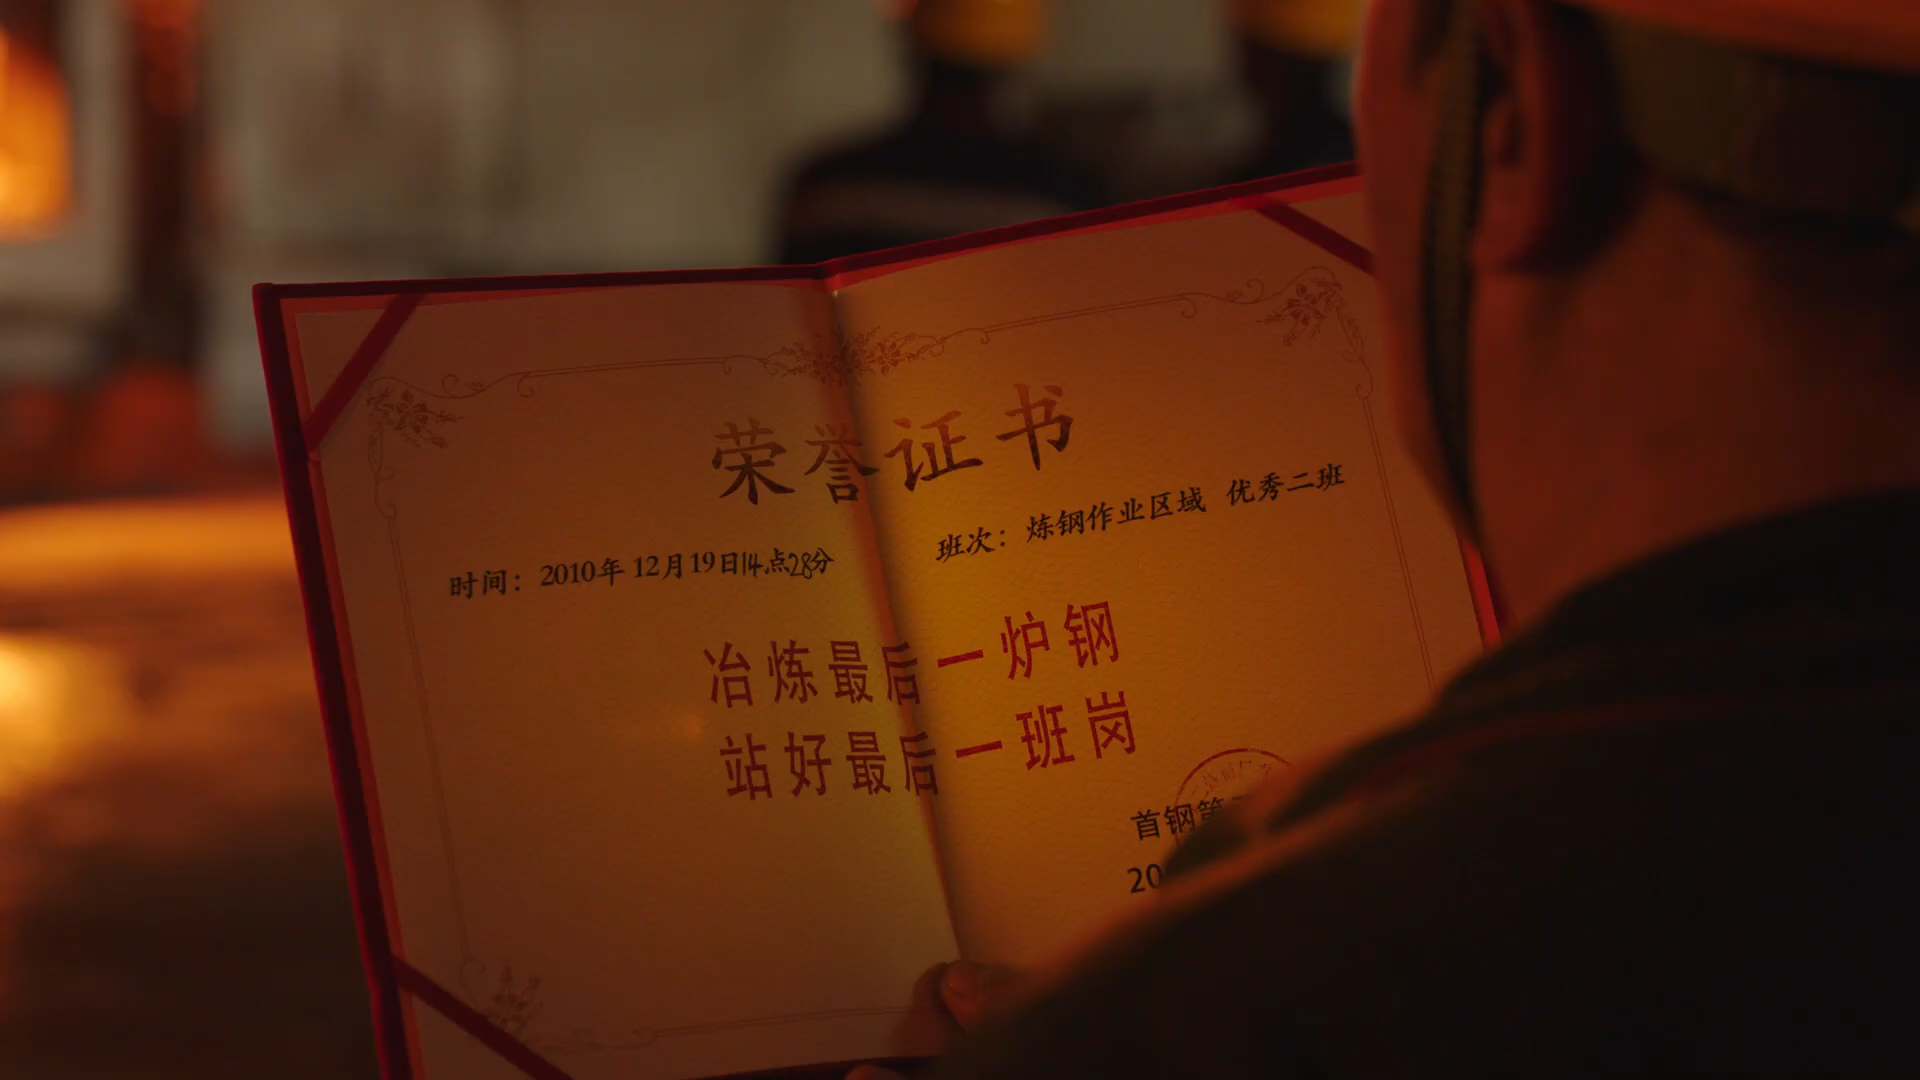 荣誉证书
时间：2010年12月19日14点28分
班次：炼钢作业区域 优秀二班
冶炼最后一炉钢
站好最后一班岗
首钢第
20